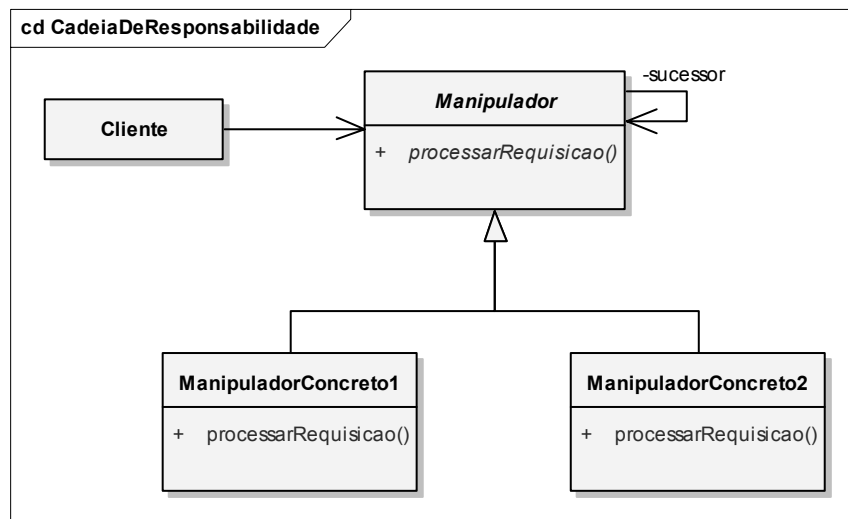 cd CadeiaDeResponsabilidade
-sucessor
Manipulador
Cliente
+ processarRequisicao()
ManipuladorConcreto1
+ processarRequisicao()
ManipuladorConcreto2
+ processarRequisicao()